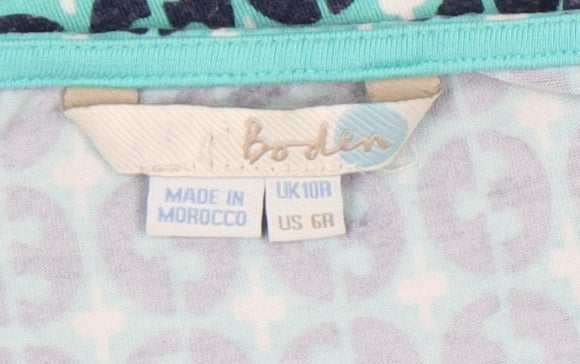 Boden
MADE IN
MOROCCO
UK10R
US 6R